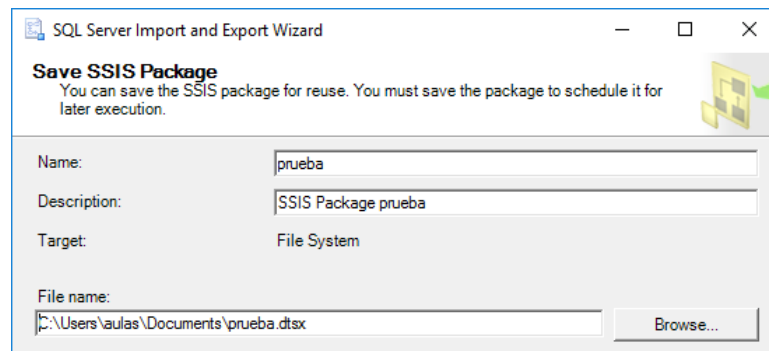 SQL Server Import and Export Wizard
Save SSIS Package
You can save the SSIS package for reuse. You must save the package to schedule it for
later execution.
Name:
prueba
Description:
SSIS Package prueba
Target:
File System
File name:
C:\Users\aulas\Documents\prueba.dtsx
Browse...